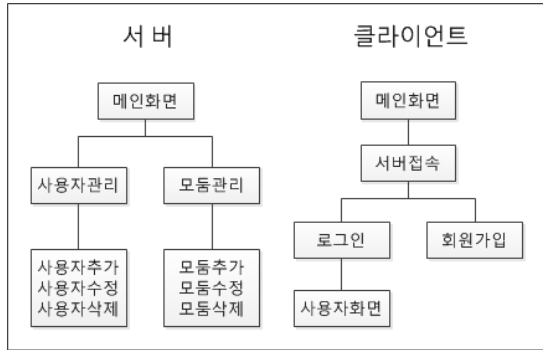 서 버
메인화면
사용자관리
모둠관리
사용자추가
사용자수정
사용자삭제
모둠추가
모둠수정
모둠삭제
클라이언트
메인화면
서버접속
로그인
회원가입
사용자화면